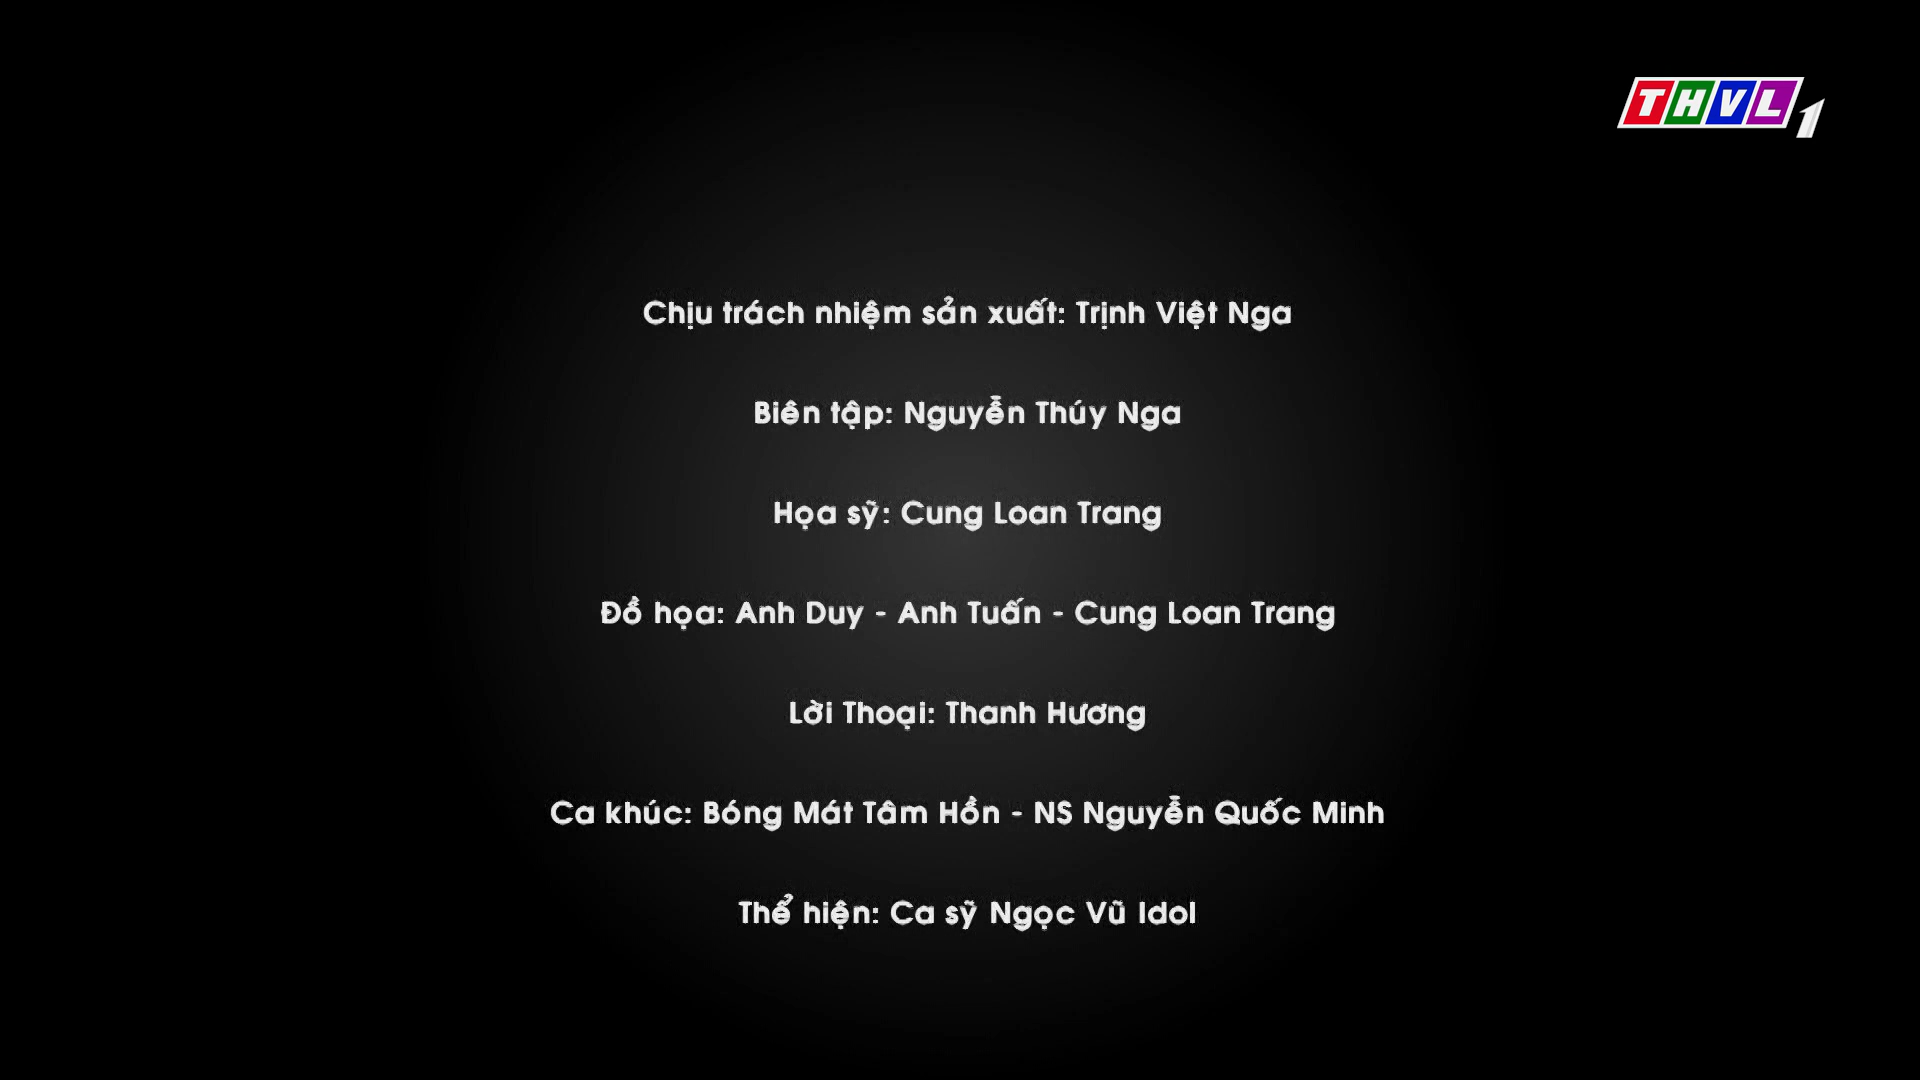 THVL1
Chịu trách nhiệm sản xuất: Trịnh Việt Nga
Biên tập: Nguyễn Thúy Nga
Họa sỹ: Cung Loan Trang
Đồ họa: Anh Duy - Anh Tuấn - Cung Loan Trang
Lời Thoại: Thanh Hương
Ca khúc: Bóng Mát Tâm Hồn - NS Nguyễn Quốc Minh
Thể hiện: Ca sỹ Ngọc Vũ Idol